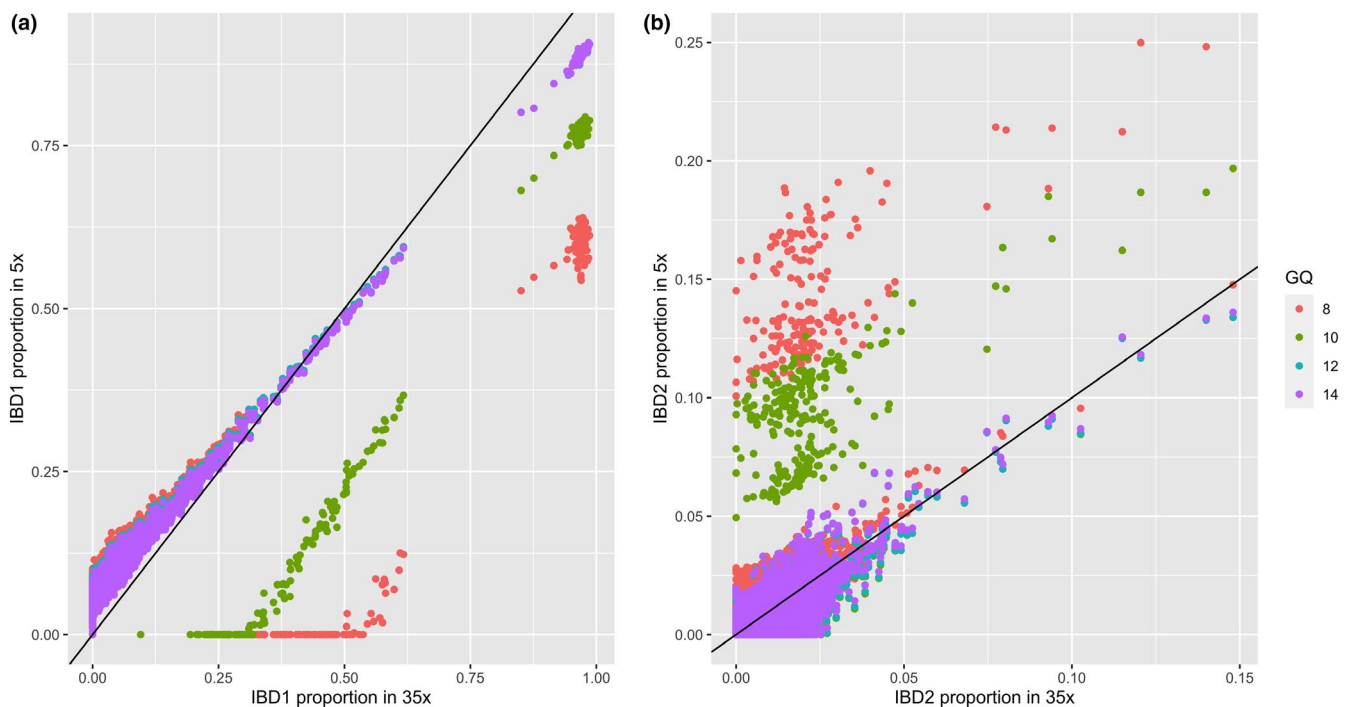 (a)
IBD1 proportion in 5x
0.75
0.50
0.25
0.00
0.00 0.25 0.50 0.75 1.00
IBD1 proportion in 35x
(b)
IBD2 proportion in 5x
0.25
0.20
0.15
0.10
0.05
0.00
0.00 0.05 0.10 0.15
IBD2 proportion in 35x
GQ
8
10
12
14